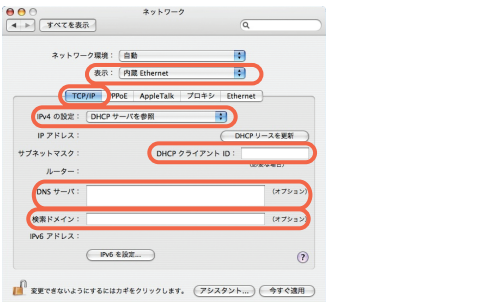 ネットワーク
すべてを表示
ネットワーク環境： 自動
表示： 内蔵 Ethernet
TCP/IP PPPoE AppleTalk プロキシ Ethernet
IPv4 の設定： DHCP サーバを参照
IP アドレス： DHCP リースを更新
サブネットマスク： DHCP クライアント ID：
ルーター： (必要な場合)
DNS サーバ： (オプション)
検索ドメイン： (オプション)
IPv6 アドレス：
IPv6 を設定... ?
変更できないようにするにはカギをクリックします。 アシスタント... 今すぐ適用